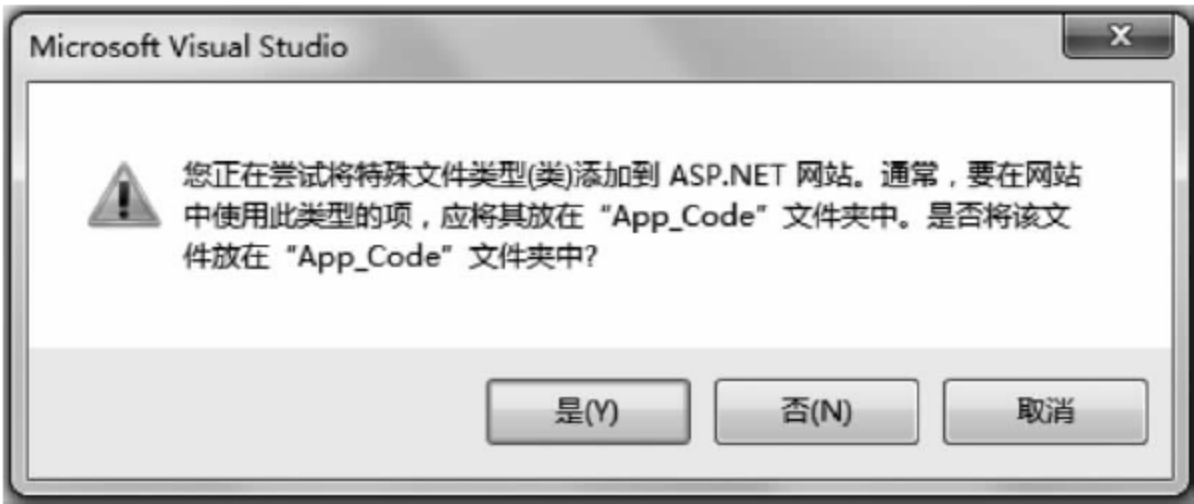 Microsoft Visual Studio
X
您正在尝试将特殊文件类型(类)添加到 ASP.NET 网站。通常，要在网站
中使用此类型的项，应将其放在“App_Code”文件夹中。是否将该文
件放在“App_Code”文件夹中?
是(Y) 否(N) 取消